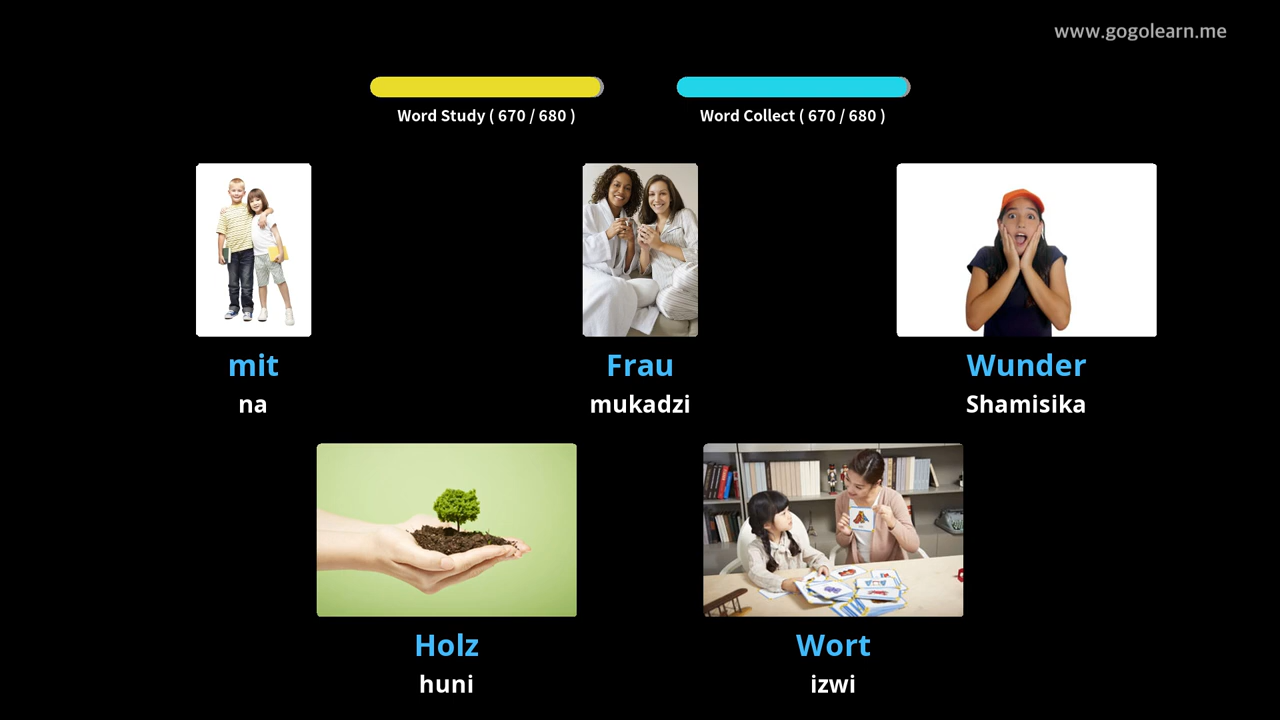 www.gogolearn.me
Word Study ( 670 / 680 )
Word Collect ( 670 / 680 )
mit
na
Frau
mukadzi
Wunder
Shamisika
Holz
huni
Wort
izwi